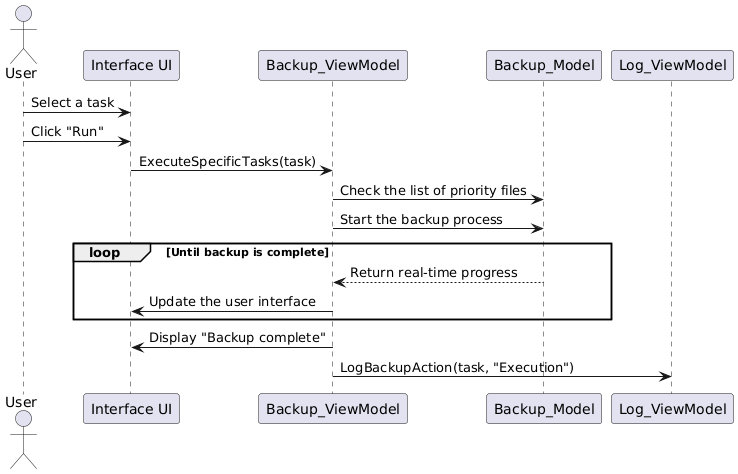 User
Interface UI
Backup_ViewModel
Backup_Model
Log_ViewModel
Select a task
Click "Run"
ExecuteSpecificTasks(task)
Check the list of priority files
Start the backup process
loop
[Until backup is complete]
Return real-time progress
Update the user interface
Display "Backup complete"
LogBackupAction(task, "Execution")
User
Interface UI
Backup_ViewModel
Backup_Model
Log_ViewModel